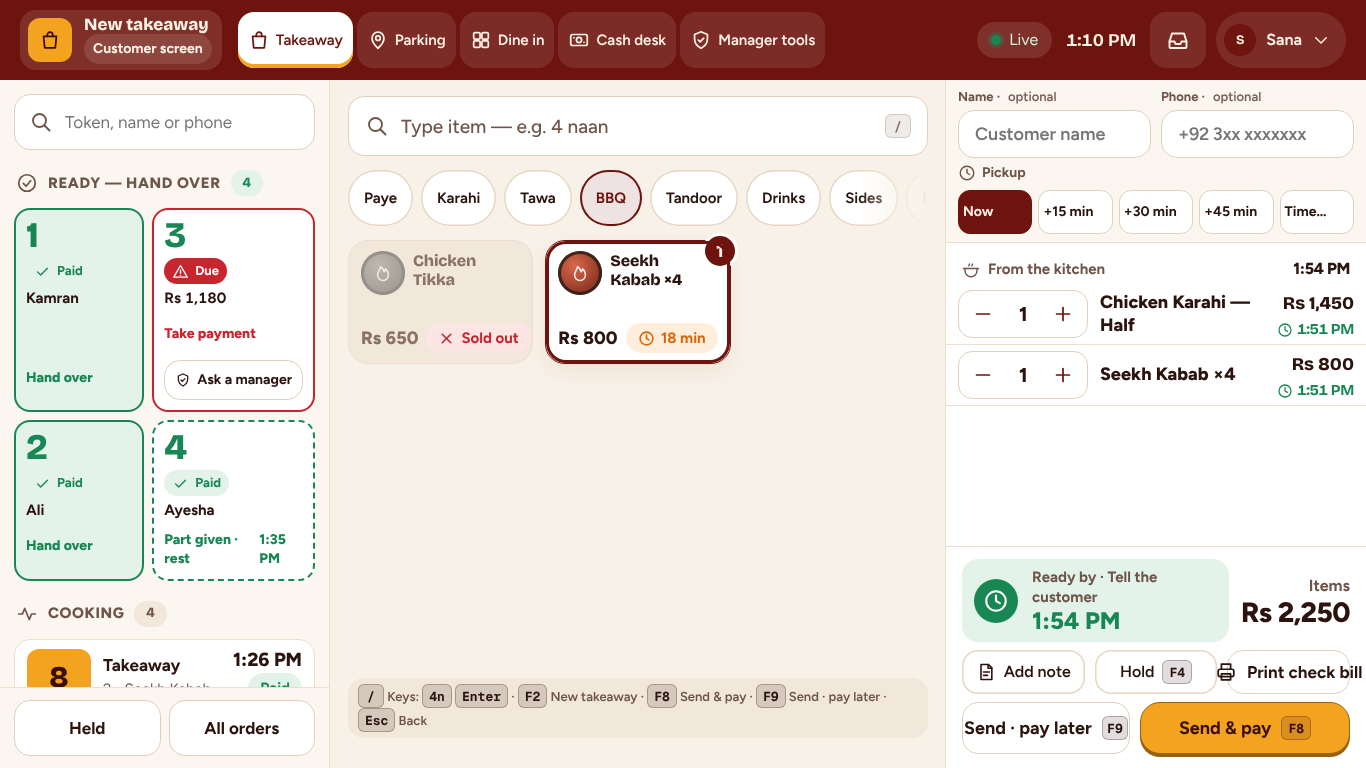 New takeaway
Customer screen
Takeaway
Parking
Dine in
Cash desk
Manager tools
Live
1:10 PM
S
Sana
Token, name or phone
READY — HAND OVER
4
1
Paid
Kamran
Hand over
3
Due
Rs 1,180
Take payment
Ask a manager
2
Paid
Ali
Hand over
4
Paid
Ayesha
Part given · rest
1:35 PM
COOKING
4
8
Takeaway
1:26 PM
Held
All orders
Type item — e.g. 4 naan
/
Paye
Karahi
Tawa
BBQ
Tandoor
Drinks
Sides
Chicken
Tikka
Rs 650
Sold out
1
Seekh
Kabab ×4
Rs 800
18 min
/ Keys: 4n Enter · F2 New takeaway · F8 Send & pay · F9 Send · pay later ·
Esc Back
Name · optional
Phone · optional
Customer name
+92 3xx xxxxxxx
Pickup
Now
+15 min
+30 min
+45 min
Time...
From the kitchen
1:54 PM
1
Chicken Karahi —
Half
Rs 1,450
1:51 PM
1
Seekh Kabab ×4
Rs 800
1:51 PM
Ready by · Tell the
customer
1:54 PM
Items
Rs 2,250
Add note
Hold F4
Print check bill
Send · pay later F9
Send & pay F8